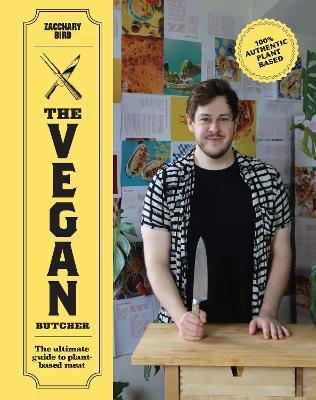 ZACCHARY
BIRD
THE
VEGAN
BUTCHER
The ultimate
guide to plant-
based meat
100%
AUTHENTIC
PLANT
BASED